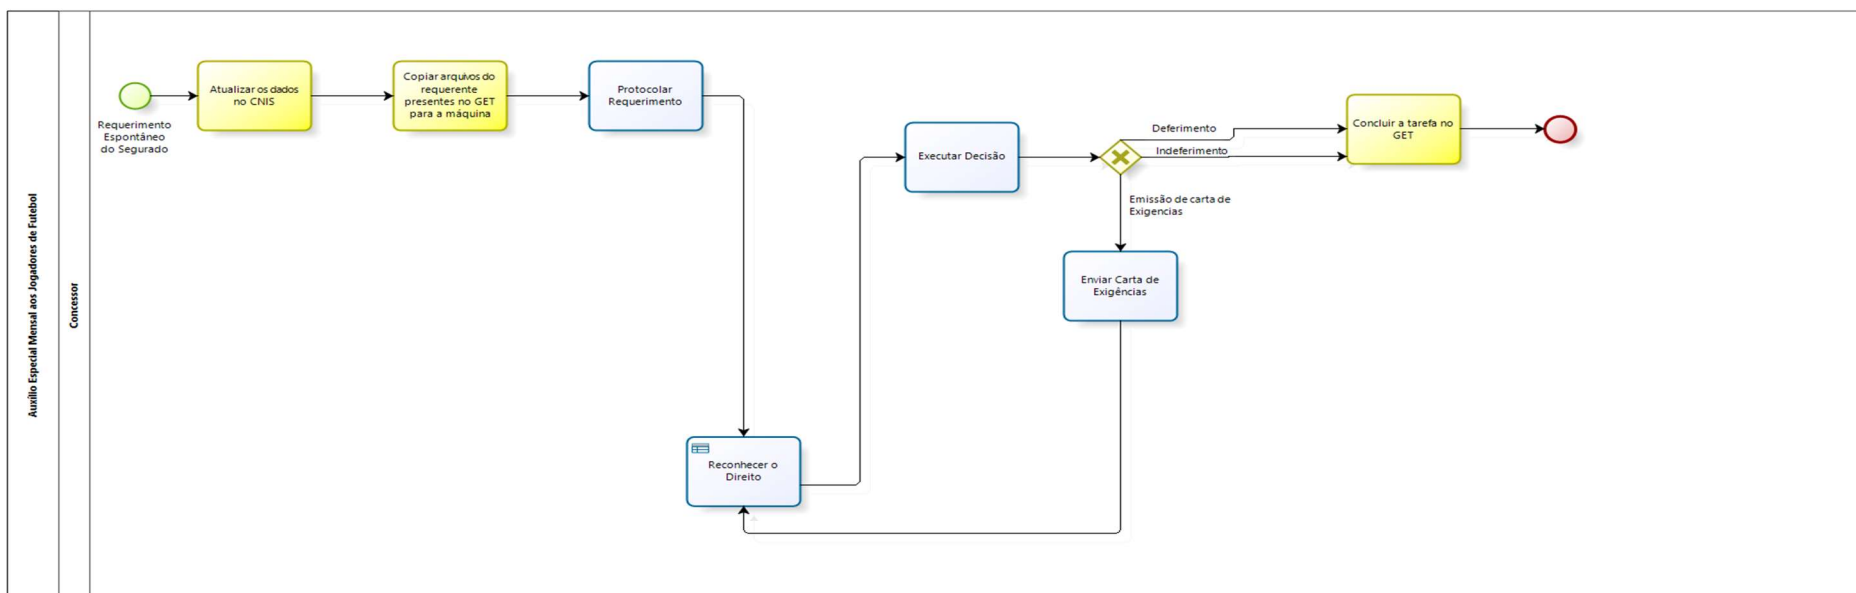 Auxílio Especial Mensal aos Jogadores de Futebol
Concessor
Requerimento
Espontâneo
do Segurado
Atualizar os dados
no CNIS
Copiar arquivos do
requerente
presentes no GET
para a máquina
Protocolar
Requerimento
Reconhecer o
Direito
Executar Decisão
Deferimento
Indeferimento
Emissão de carta de
Exigencias
Enviar Carta de
Exigências
Concluir a tarefa no
GET